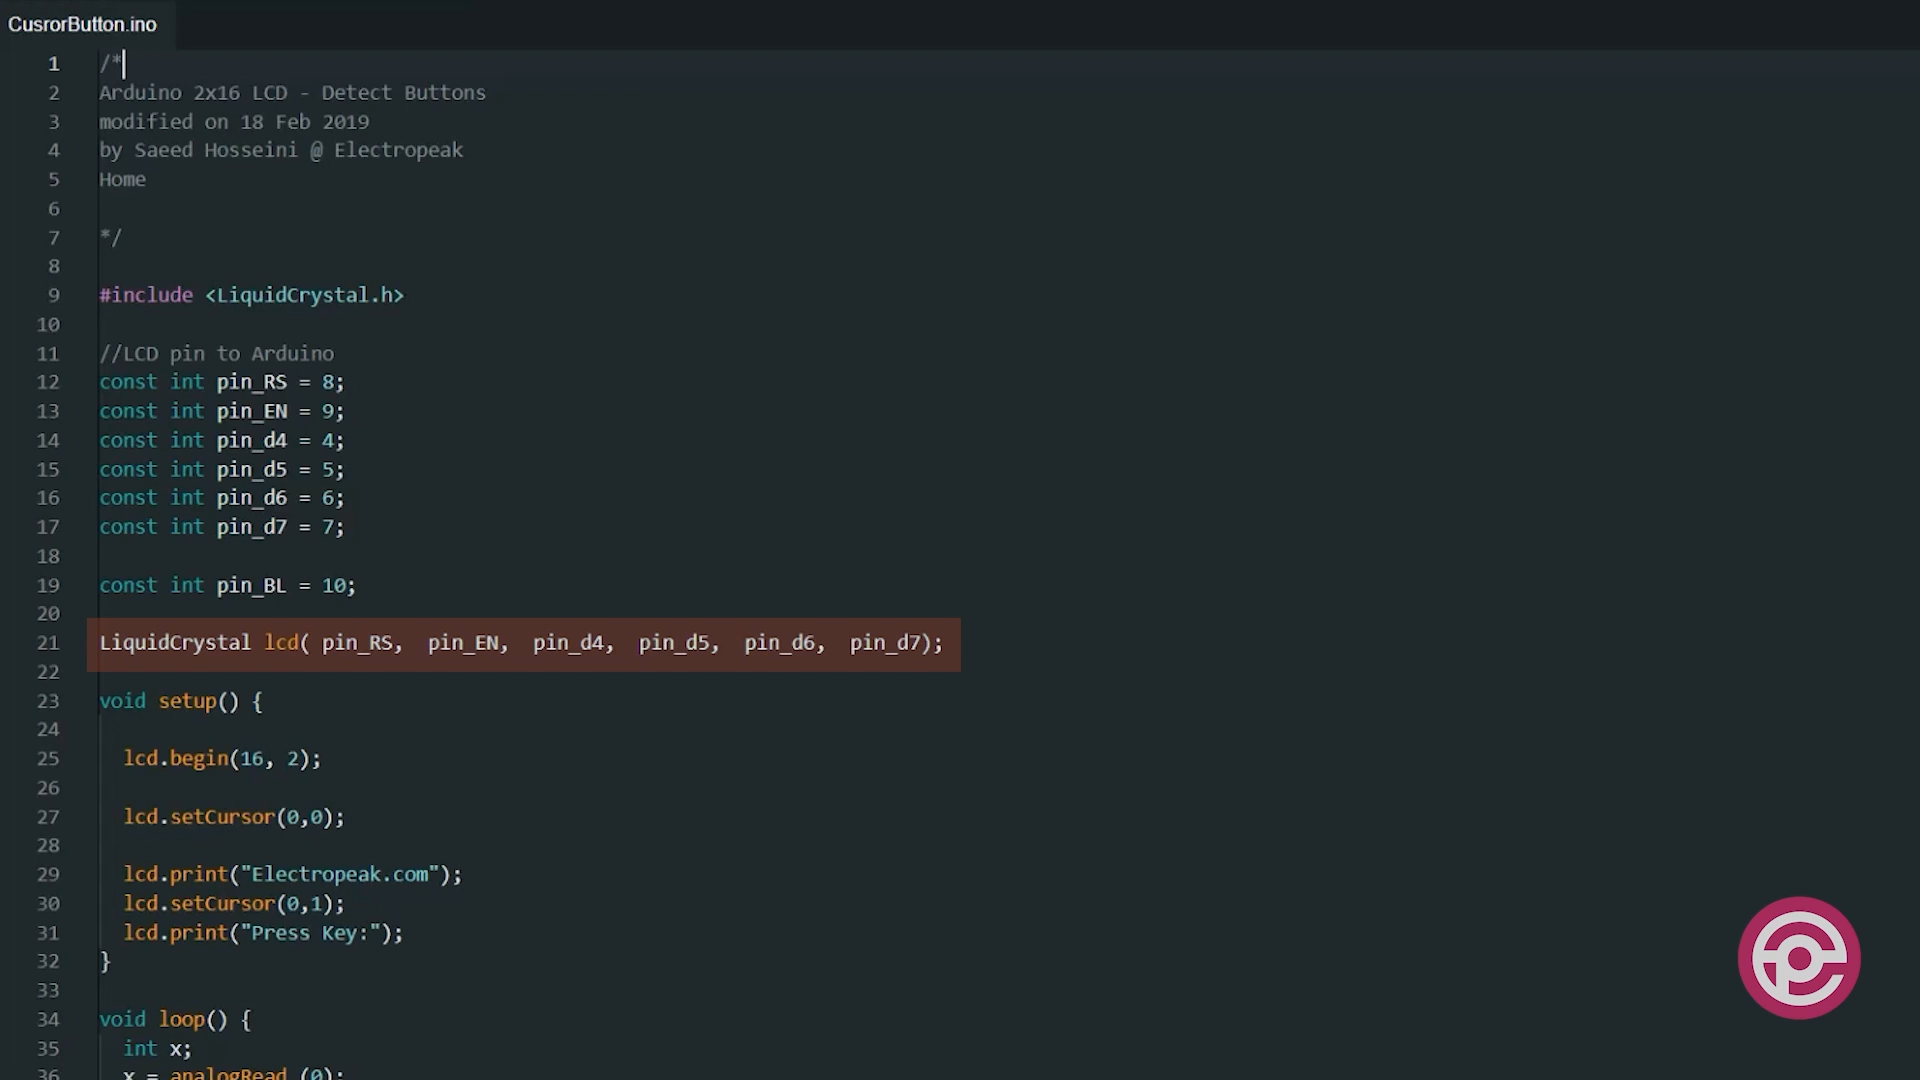 CusrorButton.ino
1 /*
2 Arduino 2x16 LCD - Detect Buttons
3 modified on 18 Feb 2019
4 by Saeed Hosseini @ Electropeak
5 Home
6
7 */
8
9 #include <LiquidCrystal.h>
10
11 //LCD pin to Arduino
12 const int pin_RS = 8;
13 const int pin_EN = 9;
14 const int pin_d4 = 4;
15 const int pin_d5 = 5;
16 const int pin_d6 = 6;
17 const int pin_d7 = 7;
18
19 const int pin_BL = 10;
20
21 LiquidCrystal lcd( pin_RS,  pin_EN,  pin_d4,  pin_d5,  pin_d6,  pin_d7);
22
23 void setup() {
24
25 lcd.begin(16, 2);
26
27 lcd.setCursor(0,0);
28
29 lcd.print("Electropeak.com");
30 lcd.setCursor(0,1);
31 lcd.print("Press Key:");
32 }
33
34 void loop() {
35 int x;
36 x = analogRead (0);